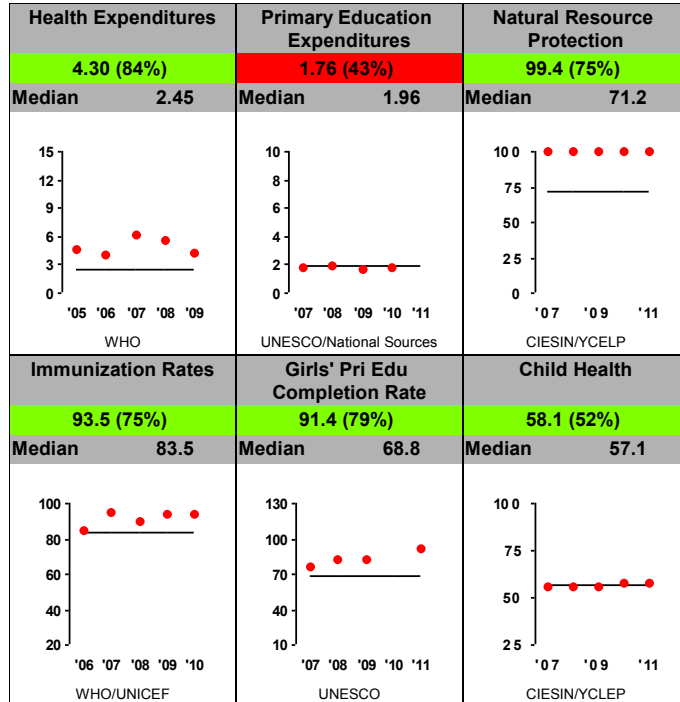 Health Expenditures
4.30 (84%)
Median 2.45
15
12
9
6
3
0
'05 '06 '07 '08 '09
WHO
Primary Education
Expenditures
1.76 (43%)
Median 1.96
10
8
6
4
2
0
'07 '08 '09 '10 '11
UNESCO/National Sources
Natural Resource
Protection
99.4 (75%)
Median 71.2
100
75
50
25
0
'07 '09 '11
CIESIN/YCELP
Immunization Rates
93.5 (75%)
Median 83.5
100
80
60
40
20
'06 '07 '08 '09 '10
WHO/UNICEF
Girls' Pri Edu
Completion Rate
91.4 (79%)
Median 68.8
130
100
70
40
10
'07 '08 '09 '10 '11
UNESCO
Child Health
58.1 (52%)
Median 57.1
100
75
50
25
'07 '09 '11
CIESIN/YCLEP